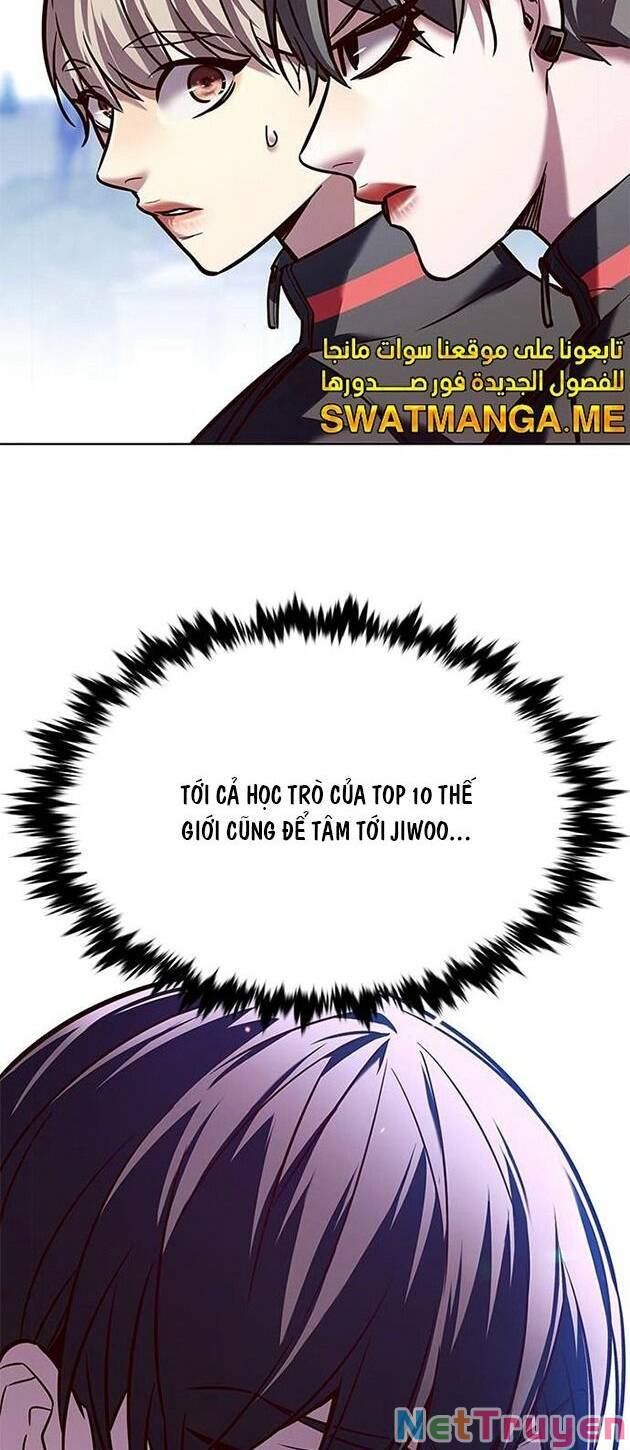 تابعونا على موقعنا سوات مانجا
للفصول الجديدة فور صـــدورها
SWATMANGA.ME
TỚI CẢ HỌC TRÒ CỦA TOP 10 THẾ
GIỚI CŨNG ĐỂ TÂM TỚI JIWOO...
NetTruyen